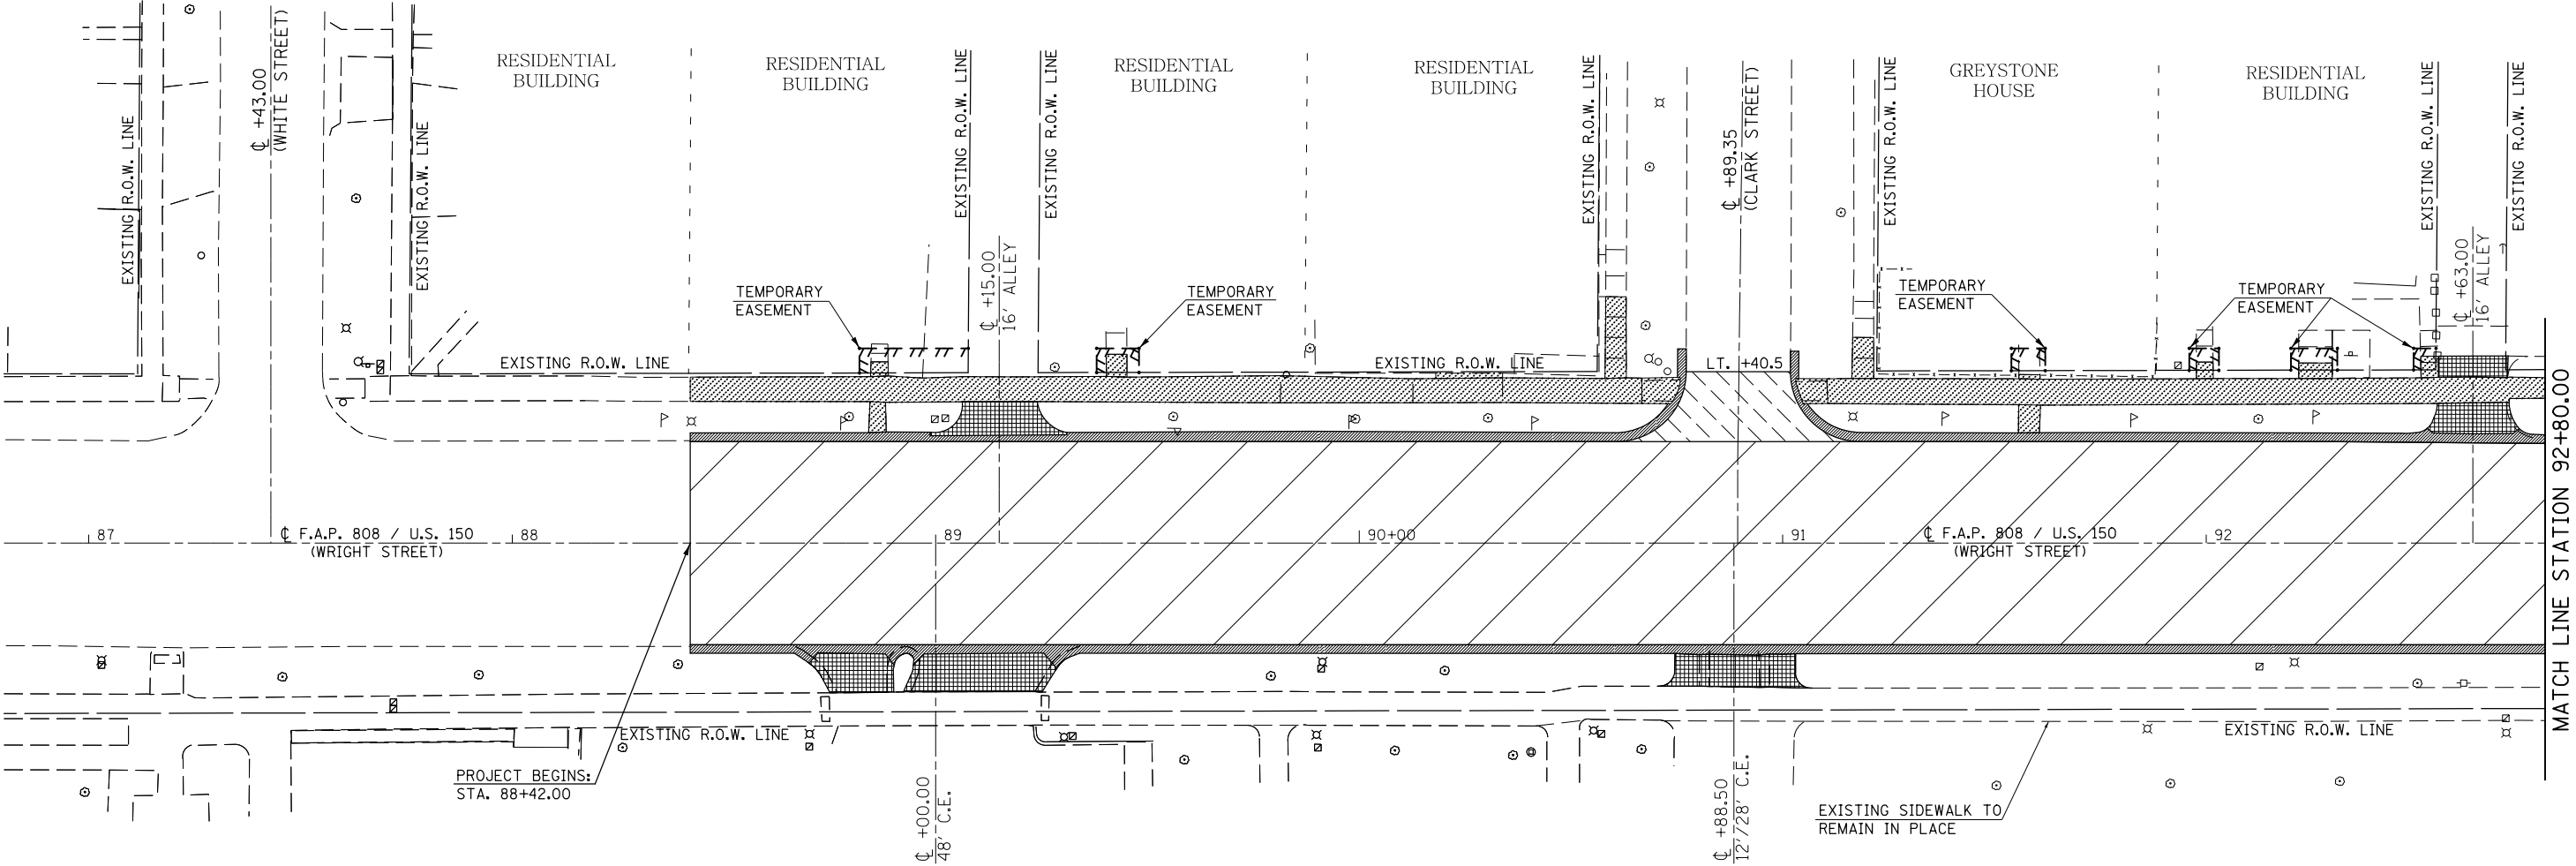 ℄ +43.00
(WHITE STREET)
RESIDENTIAL
BUILDING
RESIDENTIAL
BUILDING
RESIDENTIAL
BUILDING
RESIDENTIAL
BUILDING
GREYSTONE
HOUSE
RESIDENTIAL
BUILDING
EXISTING R.O.W. LINE
EXISTING R.O.W. LINE
EXISTING R.O.W. LINE
EXISTING R.O.W. LINE
EXISTING R.O.W. LINE
℄ +89.35
(CLARK STREET)
EXISTING R.O.W. LINE
EXISTING R.O.W. LINE
EXISTING R.O.W. LINE
℄ +15.00
16' ALLEY
℄ +63.00
16' ALLEY
TEMPORARY
EASEMENT
TEMPORARY
EASEMENT
TEMPORARY
EASEMENT
TEMPORARY
EASEMENT
EXISTING R.O.W. LINE
EXISTING R.O.W. LINE
LT. +40.5
87
℄ F.A.P. 808 / U.S. 150
(WRIGHT STREET)
88
89
90+00
91
℄ F.A.P. 808 / U.S. 150
(WRIGHT STREET)
92
MATCH LINE STATION 92+80.00
EXISTING R.O.W. LINE
EXISTING R.O.W. LINE
PROJECT BEGINS:
STA. 88+42.00
℄ +00.00
48' C.E.
℄ +88.50
12'/28' C.E.
EXISTING SIDEWALK TO
REMAIN IN PLACE